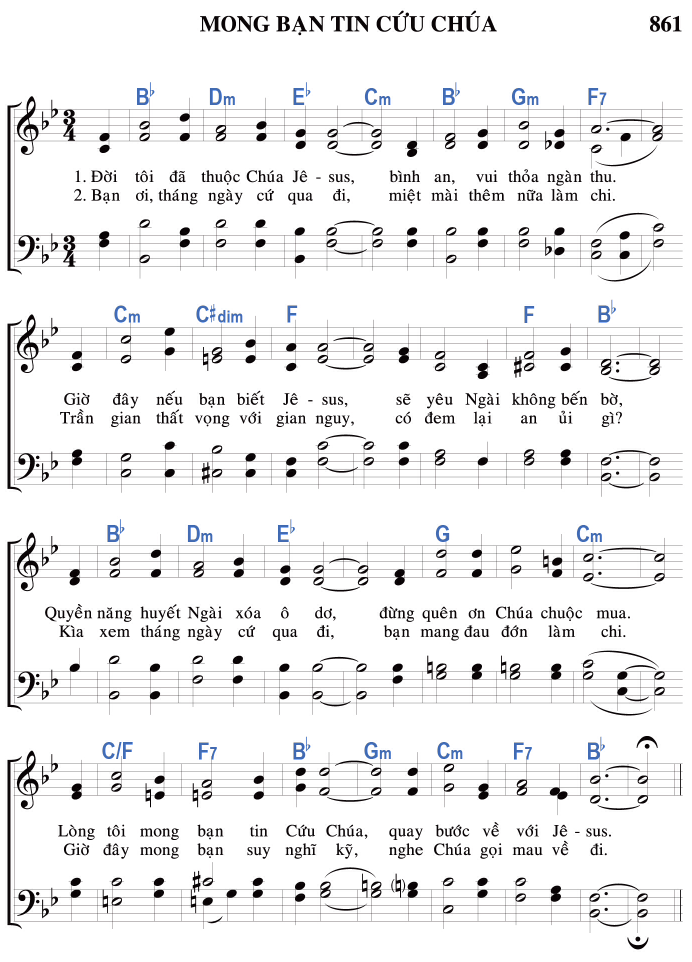 MONG BẠN TIN CỨU CHÚA 861
B♭ Dm E♭ Cm B♭ Gm F7
3/4
1. Đời tôi đã thuộc Chúa Jê - sus, bình an, vui thỏa ngàn thu.
2. Bạn ơi, tháng ngày cứ qua đi, miệt mài thêm nữa làm chi.
3/4
Cm C#dim F F B♭
Giờ đây nếu bạn biết Jê - sus, sẽ yêu Ngài không bến bờ,
Trần gian thất vọng với gian nguy, có đem lại an ủi gì?
B♭ Dm E♭ G Cm
Quyền năng huyết Ngài xóa ô dơ, đừng quên ơn Chúa chuộc mua.
Kìa xem tháng ngày cứ qua đi, bạn mang đau đớn làm chi.
C/F F7 B♭ Gm Cm F7 B♭
Lòng tôi mong bạn tin Cứu Chúa, quay bước về với Jê - sus.
Giờ đây mong bạn suy nghĩ kỹ, nghe Chúa gọi mau về đi.